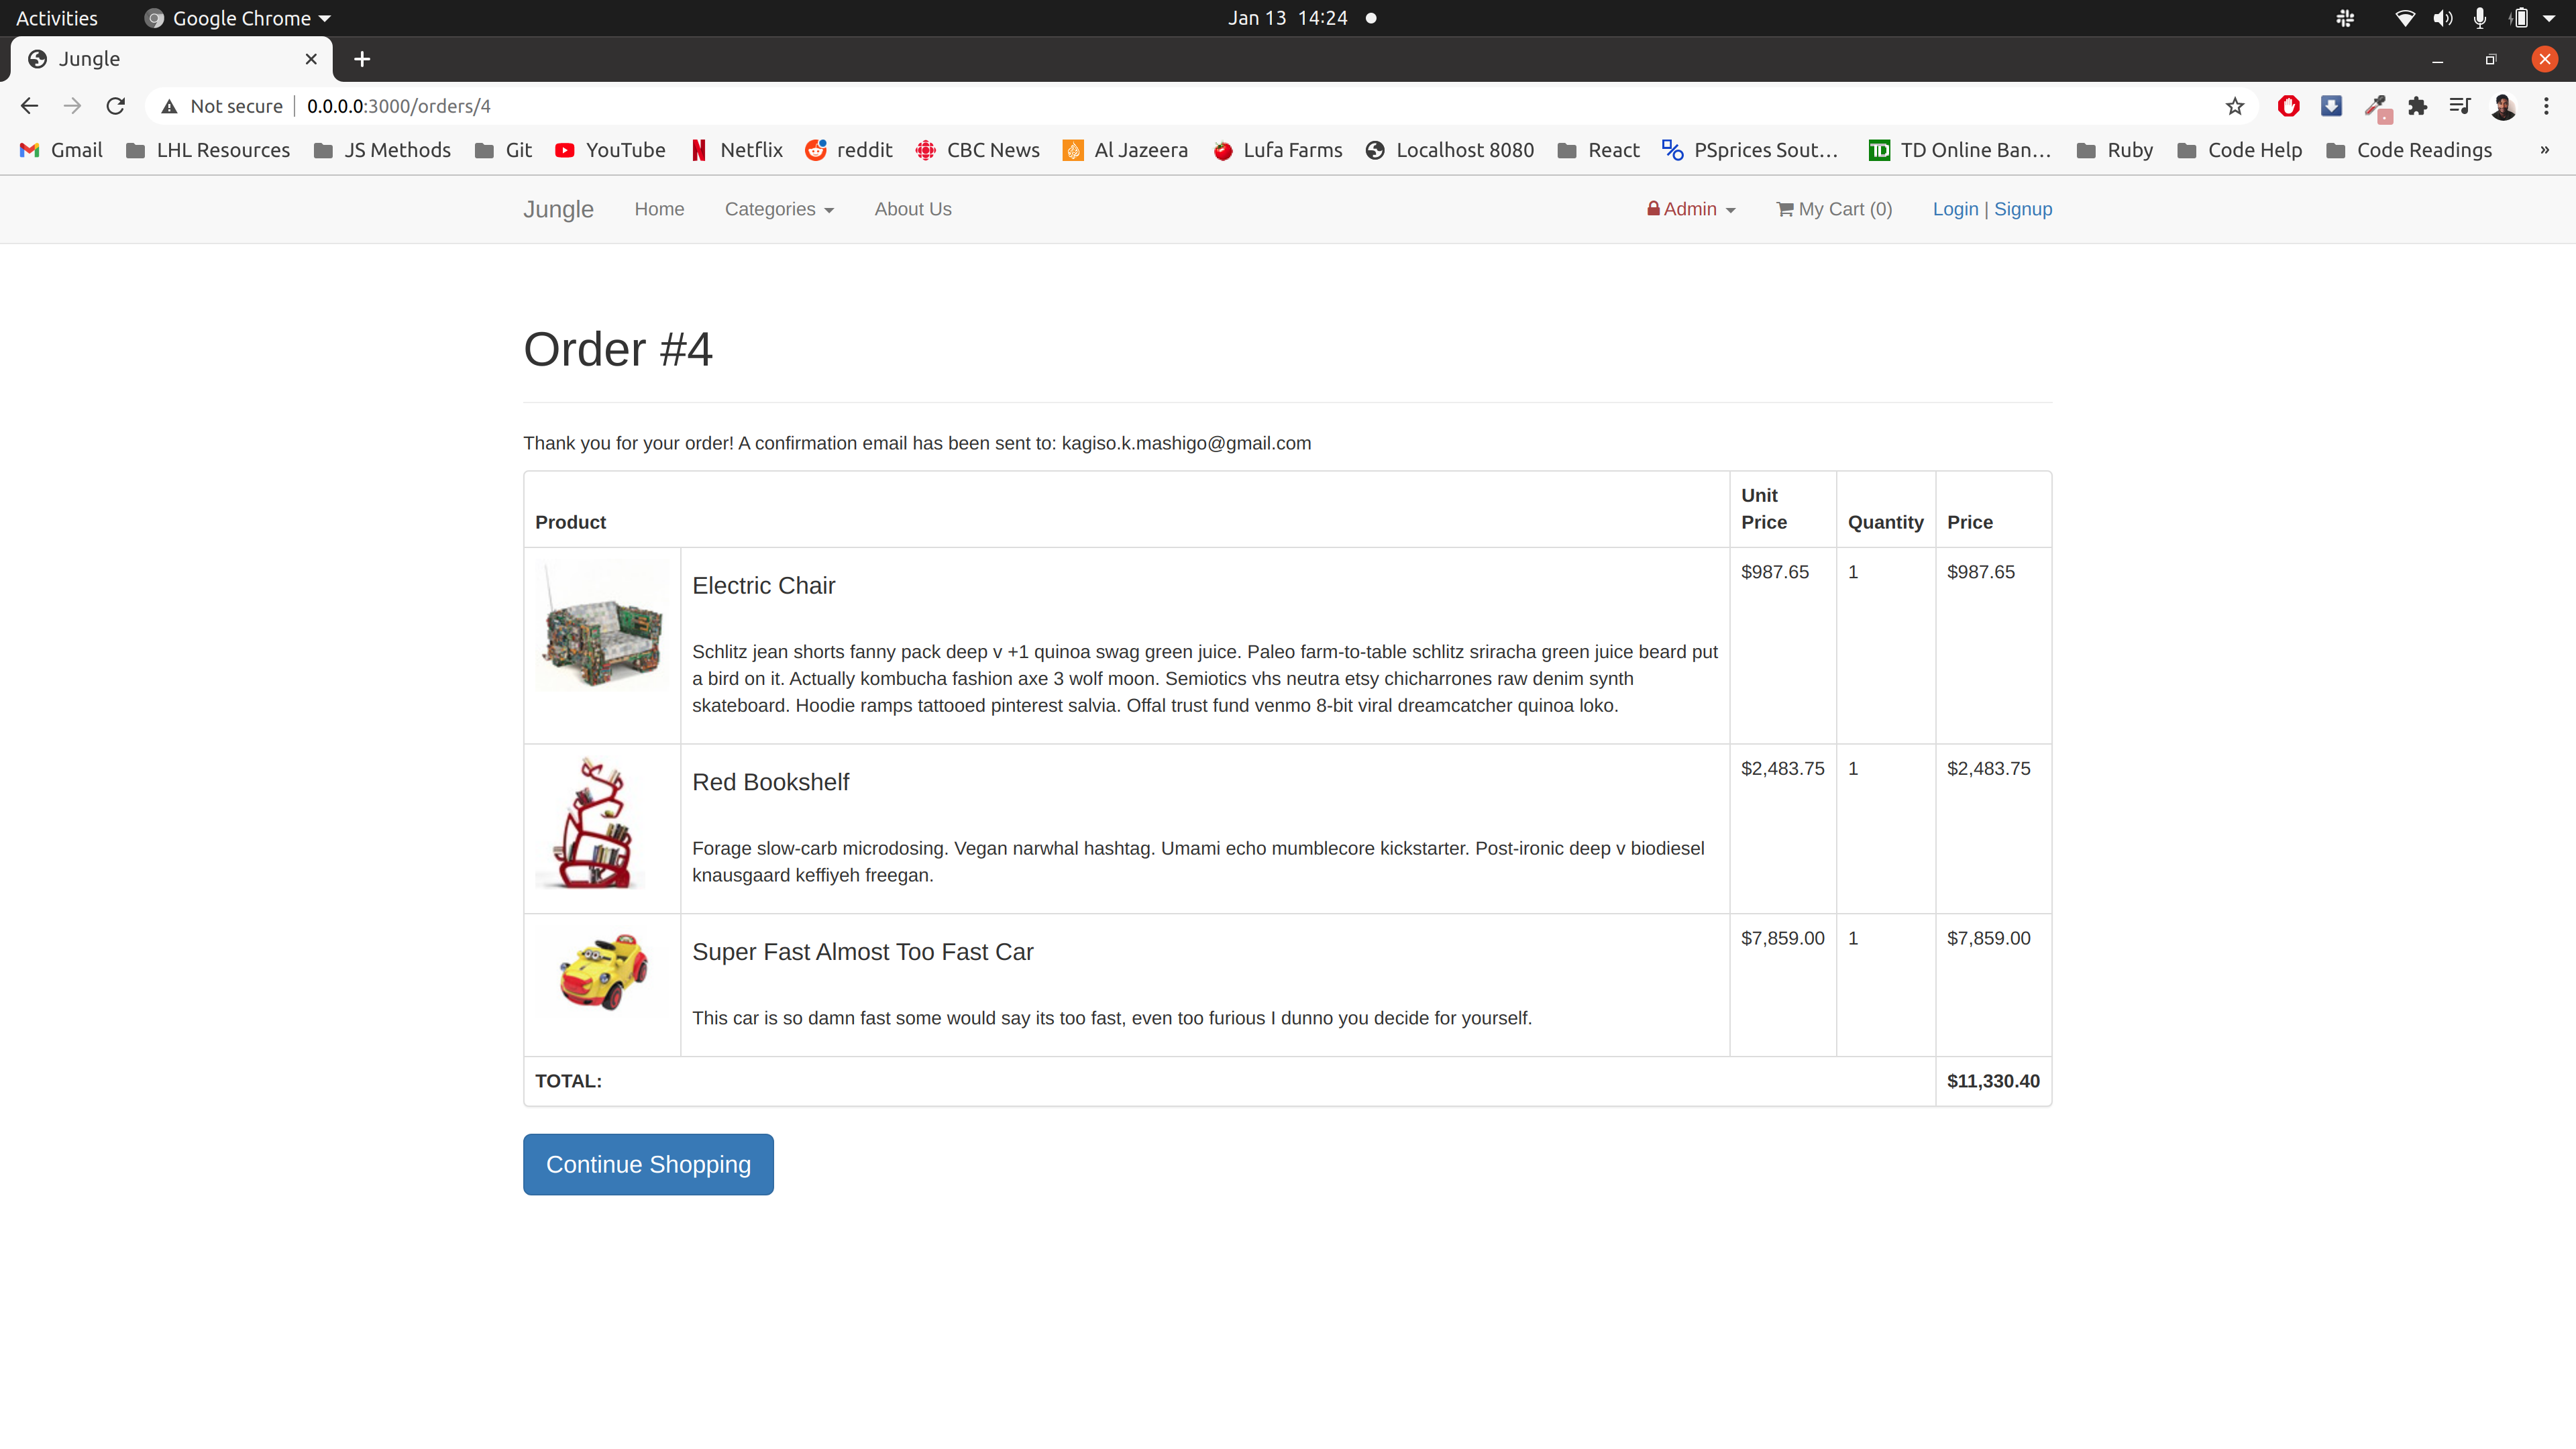 Activities Google Chrome Jan 13 14:24
Jungle
Not secure 0.0.0.0:3000/orders/4
Gmail LHL Resources JS Methods Git YouTube Netflix reddit CBC News Al Jazeera Lufa Farms Localhost 8080 React PSprices Sout... TD Online Ban... Ruby Code Help Code Readings »
Jungle Home Categories About Us Admin My Cart (0) Login | Signup
Order #4
Thank you for your order! A confirmation email has been sent to: kagiso.k.mashigo@gmail.com
Unit
Product Price Quantity Price
Electric Chair $987.65 1 $987.65
Schlitz jean shorts fanny pack deep v +1 quinoa swag green juice. Paleo farm-to-table schlitz sriracha green juice beard put
a bird on it. Actually kombucha fashion axe 3 wolf moon. Semiotics vhs neutra etsy chicharrones raw denim synth
skateboard. Hoodie ramps tattooed pinterest salvia. Offal trust fund venmo 8-bit viral dreamcatcher quinoa loko.
Red Bookshelf $2,483.75 1 $2,483.75
Forage slow-carb microdosing. Vegan narwhal hashtag. Umami echo mumblecore kickstarter. Post-ironic deep v biodiesel
knausgaard keffiyeh freegan.
Super Fast Almost Too Fast Car $7,859.00 1 $7,859.00
This car is so damn fast some would say its too fast, even too furious I dunno you decide for yourself.
TOTAL: $11,330.40
Continue Shopping